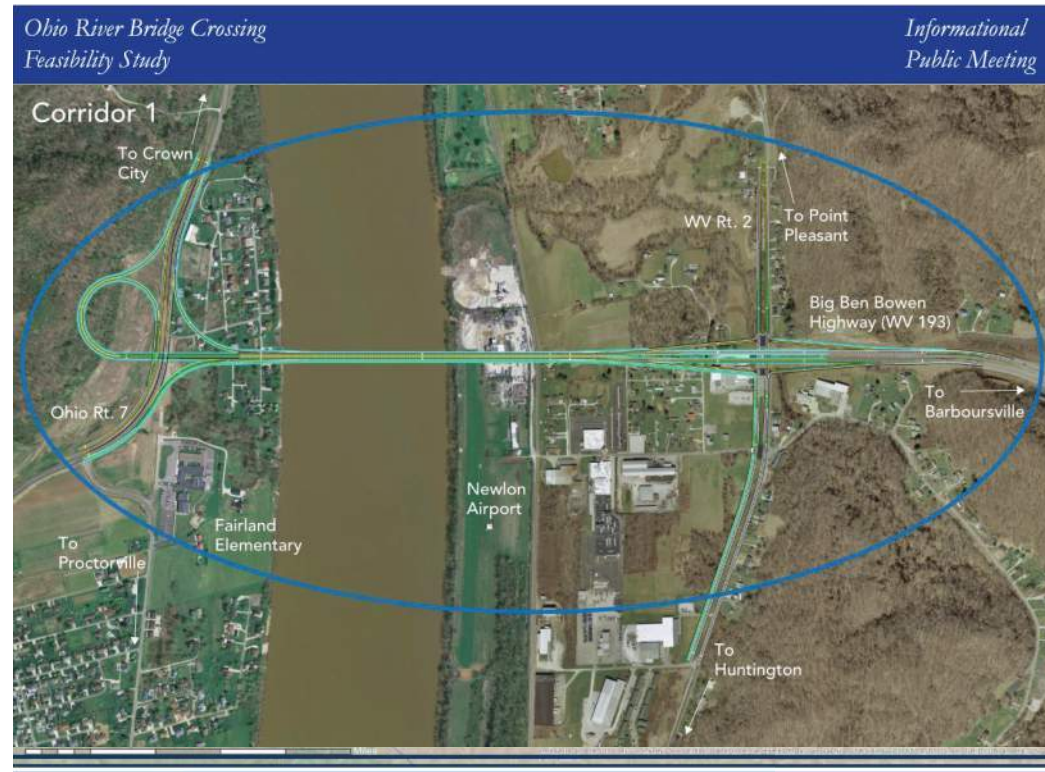 Ohio River Bridge Crossing
Feasibility Study
Informational
Public Meeting
Corridor 1
To Crown
City
WV Rt. 2
To Point
Pleasant
Big Ben Bowen
Highway (WV 193)
To
Barboursville
Ohio Rt. 7
Newlon
Airport
Fairland
Elementary
To
Proctorville
To
Huntington
Miles